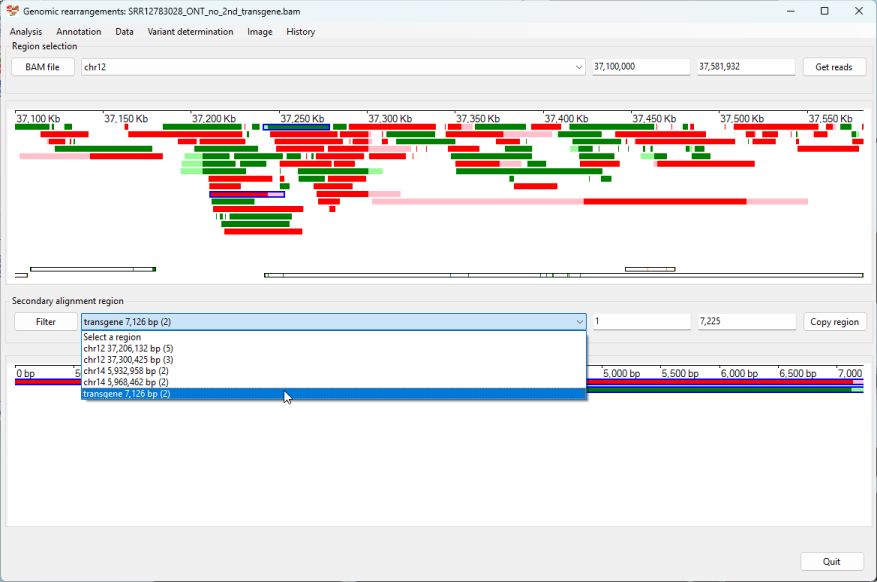 Genomic rearrangements: SRR12783028_ONT_no_2nd_transgene.bam
Analysis Annotation Data Variant determination Image History
Region selection
BAM file chr12 37,100,000 37,581,932 Get reads
37,100 Kb 37,150 Kb 37,200 Kb 37,250 Kb 37,300 Kb 37,350 Kb 37,400 Kb 37,450 Kb 37,500 Kb 37,550 Kb
Secondary alignment region
Filter transgene 7,126 bp (2) 1 7,225 Copy region
Select a region
chr12 37,206,132 bp (5)
chr12 37,300,425 bp (3)
chr14 5,932,958 bp (2)
chr14 5,968,462 bp (2)
transgene 7,126 bp (2)
0 bp 5,000 bp 5,500 bp 6,000 bp 6,500 bp 7,000
Quit